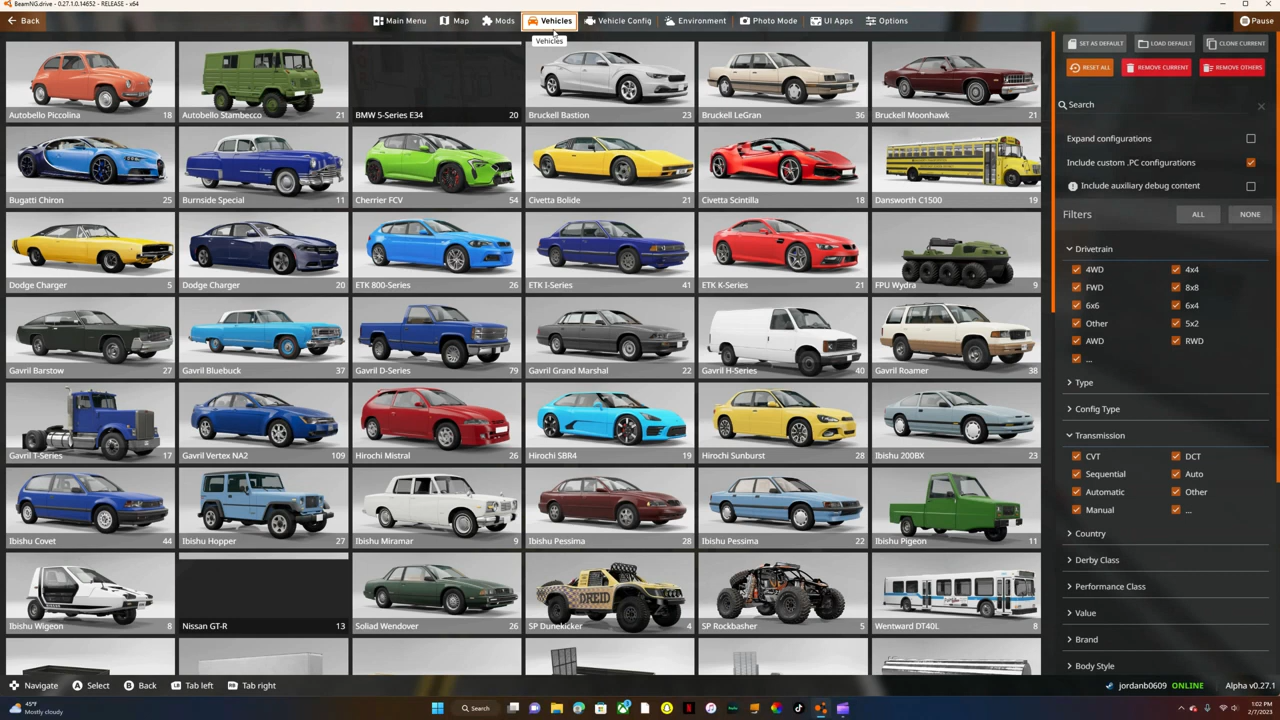 BeamNG.drive - 0.27.1.0.14652 - RELEASE - x64
Back
Main Menu
Map
Mods
Vehicles
Vehicle Config
Environment
Photo Mode
UI Apps
Options
Pause
Vehicles
SET AS DEFAULT
LOAD DEFAULT
CLONE CURRENT
RESET ALL
REMOVE CURRENT
REMOVE OTHERS
Search
Expand configurations
Include custom .PC configurations
Include auxiliary debug content
Filters
ALL
NONE
Drivetrain
4WD
4x4
FWD
8x8
6x6
6x4
Other
5x2
AWD
RWD
...
Type
Config Type
Transmission
CVT
DCT
Sequential
Auto
Automatic
Other
Manual
...
Country
Derby Class
Performance Class
Value
Brand
Body Style
Autobello Piccolina 18
Autobello Stambecco 21
BMW 5-Series E34 20
Bruckell Bastion 23
Bruckell LeGran 36
Bruckell Moonhawk 21
Bugatti Chiron 25
Burnside Special 11
Cherrier FCV 54
Civetta Bolide 21
Civetta Scintilla 18
Dansworth C1500 19
Dodge Charger 5
Dodge Charger 20
ETK 800-Series 26
ETK I-Series 41
ETK K-Series 21
FPU Wydra 9
Gavril Barstow 27
Gavril Bluebuck 37
Gavril D-Series 79
Gavril Grand Marshal 22
Gavril H-Series 40
Gavril Roamer 38
Gavril T-Series 17
Gavril Vertex NA2 109
Hirochi Mistral 26
Hirochi SBR4 19
Hirochi Sunburst 28
Ibishu 200BX 23
Ibishu Covet 44
Ibishu Hopper 27
Ibishu Miramar 9
Ibishu Pessima 28
Ibishu Pessima 22
Ibishu Pigeon 11
Ibishu Wigeon 8
Nissan GT-R 13
Soliad Wendover 26
DREID
SP Dunekicker 4
SP Rockbasher 5
Wentward DT40L 8
Navigate
A Select
B Back
LB Tab left
RB Tab right
jordanb0609 ONLINE
Alpha v0.27.1
45°F
Mostly cloudy
Search
1:02 PM
2/7/2023